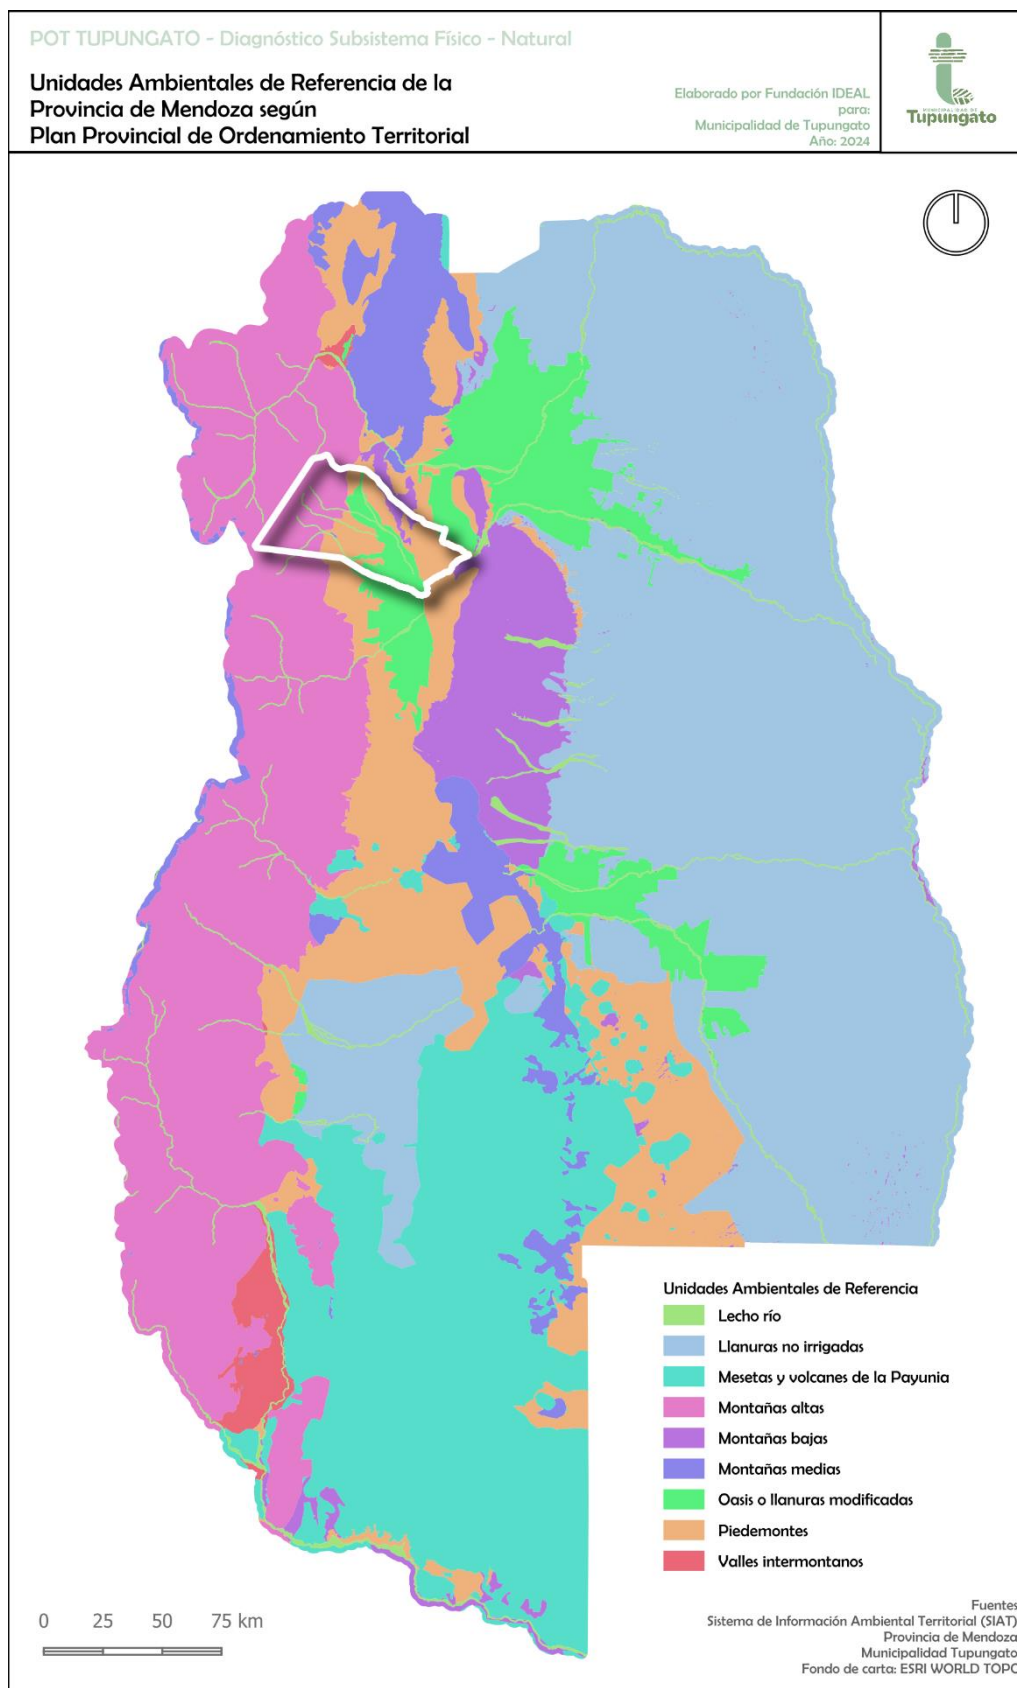 POT TUPUNGATO - Diagnóstico Subsistema Físico - Natural
Unidades Ambientales de Referencia de la
Provincia de Mendoza según
Plan Provincial de Ordenamiento Territorial
Elaborado por Fundación IDEAL
para:
Municipalidad de Tupungato
Año: 2024
MUNICIPALIDAD DE
Tupungato
Unidades Ambientales de Referencia
Lecho río
Llanuras no irrigadas
Mesetas y volcanes de la Payunia
Montañas altas
Montañas bajas
Montañas medias
Oasis o llanuras modificadas
Piedemontes
Valles intermontanos
0 25 50 75 km
Fuentes
Sistema de Información Ambiental Territorial (SIAT)
Provincia de Mendoza
Municipalidad Tupungato
Fondo de carta: ESRI WORLD TOPO